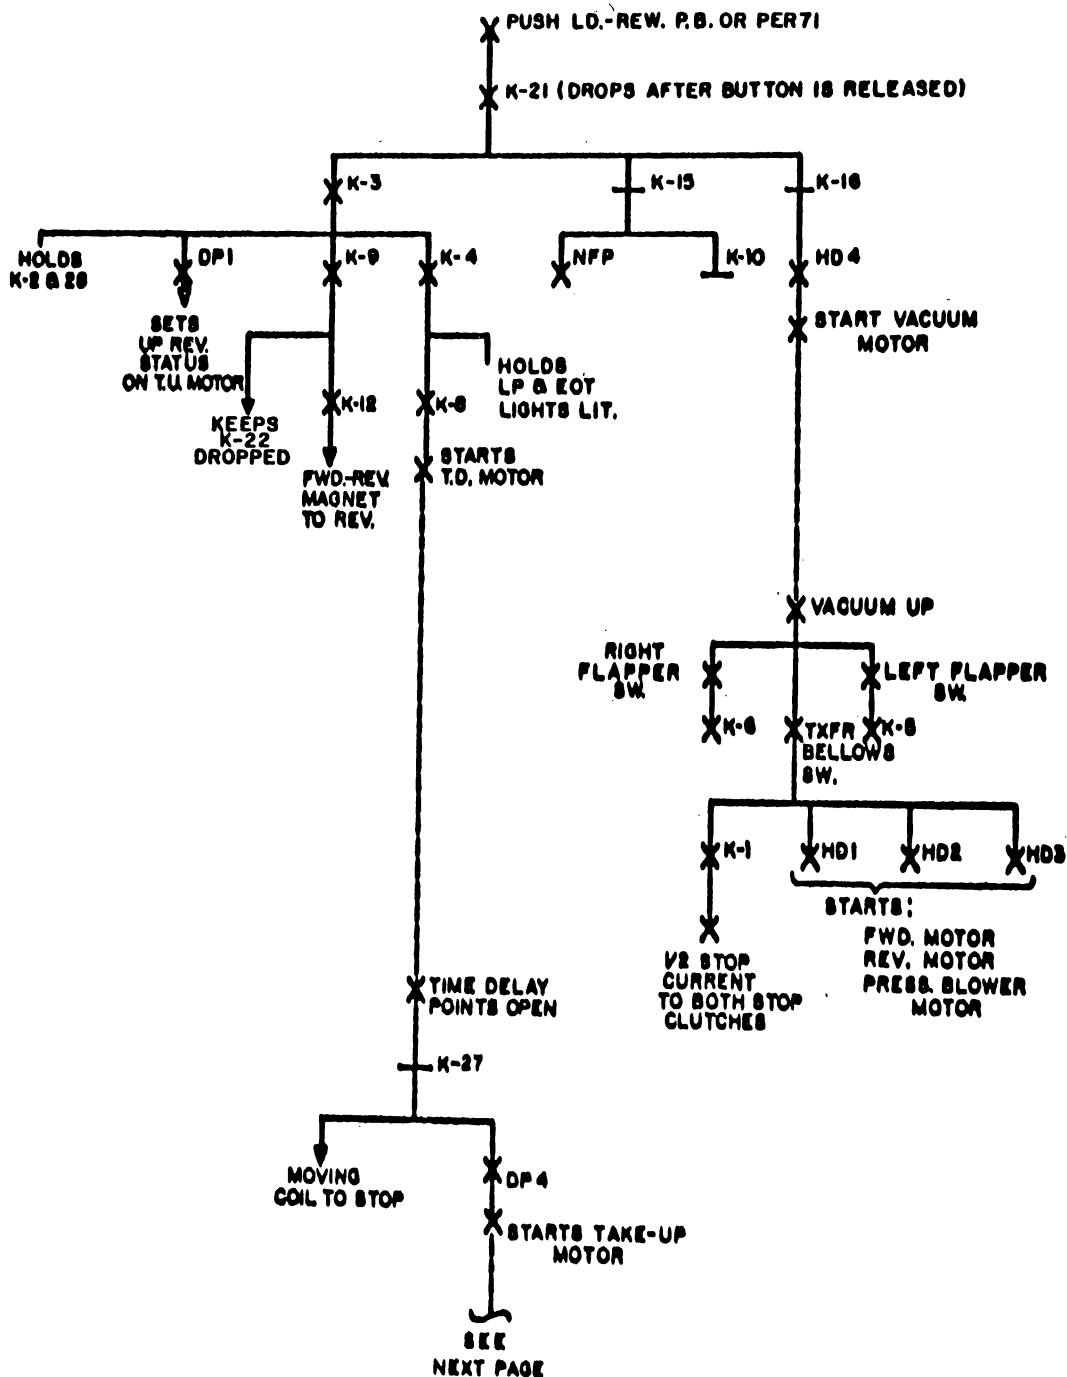 PUSH LD.-REW. P.B. OR PER71
K-21 (DROPS AFTER BUTTON IS RELEASED)
K-3
K-15
K-16
HOLDS
K-2 & 28
DP1
K-9
K-4
NFP
K-10
HD4
SETS
UP REV.
STATUS
ON T.U. MOTOR
START VACUUM
MOTOR
HOLDS
LP & EOT
LIGHTS LIT.
KEEPS
K-22
DROPPED
K-12
K-8
FWD.-REV.
MAGNET
TO REV.
STARTS
T.D. MOTOR
VACUUM UP
RIGHT
FLAPPER
SW.
LEFT FLAPPER
SW.
K-6
TXFR
BELLOWS
SW.
K-5
K-1
HD1
HD2
HD3
STARTS:
FWD. MOTOR
REV. MOTOR
PRESS. BLOWER
MOTOR
1/2 STOP
CURRENT
TO BOTH STOP
CLUTCHES
TIME DELAY
POINTS OPEN
K-27
MOVING
COIL TO STOP
DP4
STARTS TAKE-UP
MOTOR
SEE
NEXT PAGE